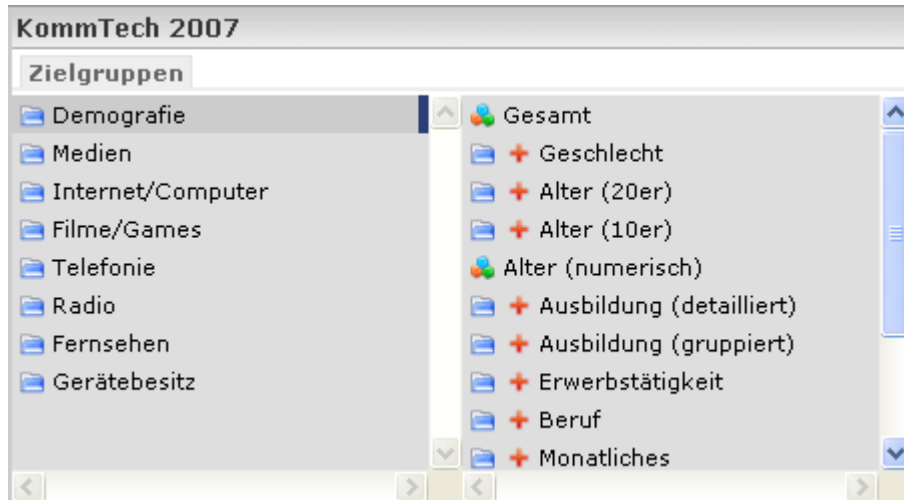 KommTech 2007
Zielgruppen
Demografie
Medien
Internet/Computer
Filme/Games
Telefonie
Radio
Fernsehen
Gerätebesitz
Gesamt
Geschlecht
Alter (20er)
Alter (10er)
Alter (numerisch)
Ausbildung (detailliert)
Ausbildung (gruppiert)
Erwerbstätigkeit
Beruf
Monatliches